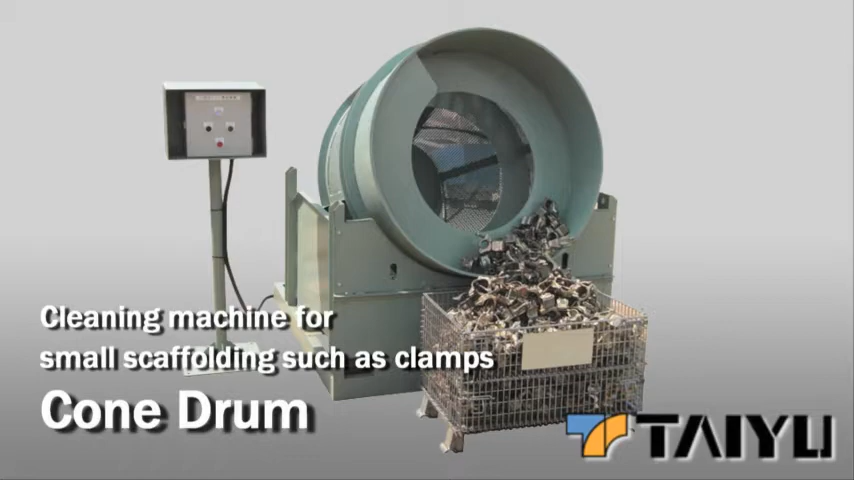 Cleaning machine for
small scaffolding such as clamps
Cone Drum
TAIYU